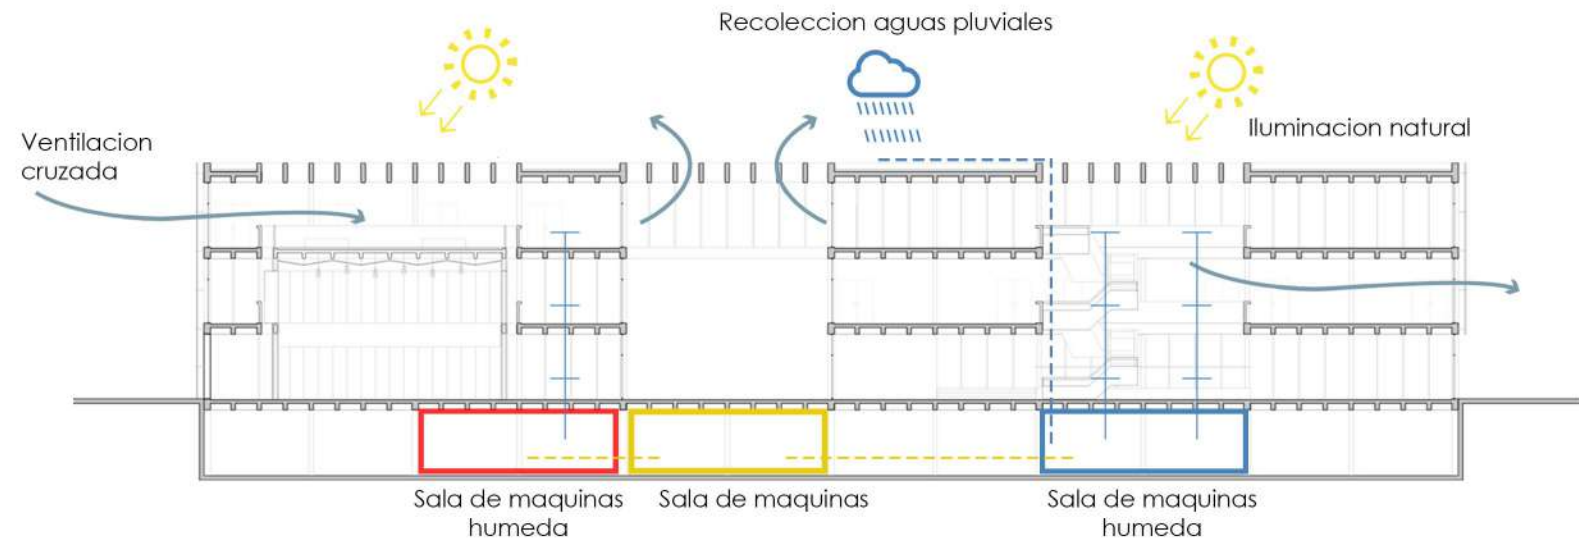 Recoleccion aguas pluviales
Ventilacion
cruzada
Iluminacion natural
Sala de maquinas
humeda
Sala de maquinas
Sala de maquinas
humeda